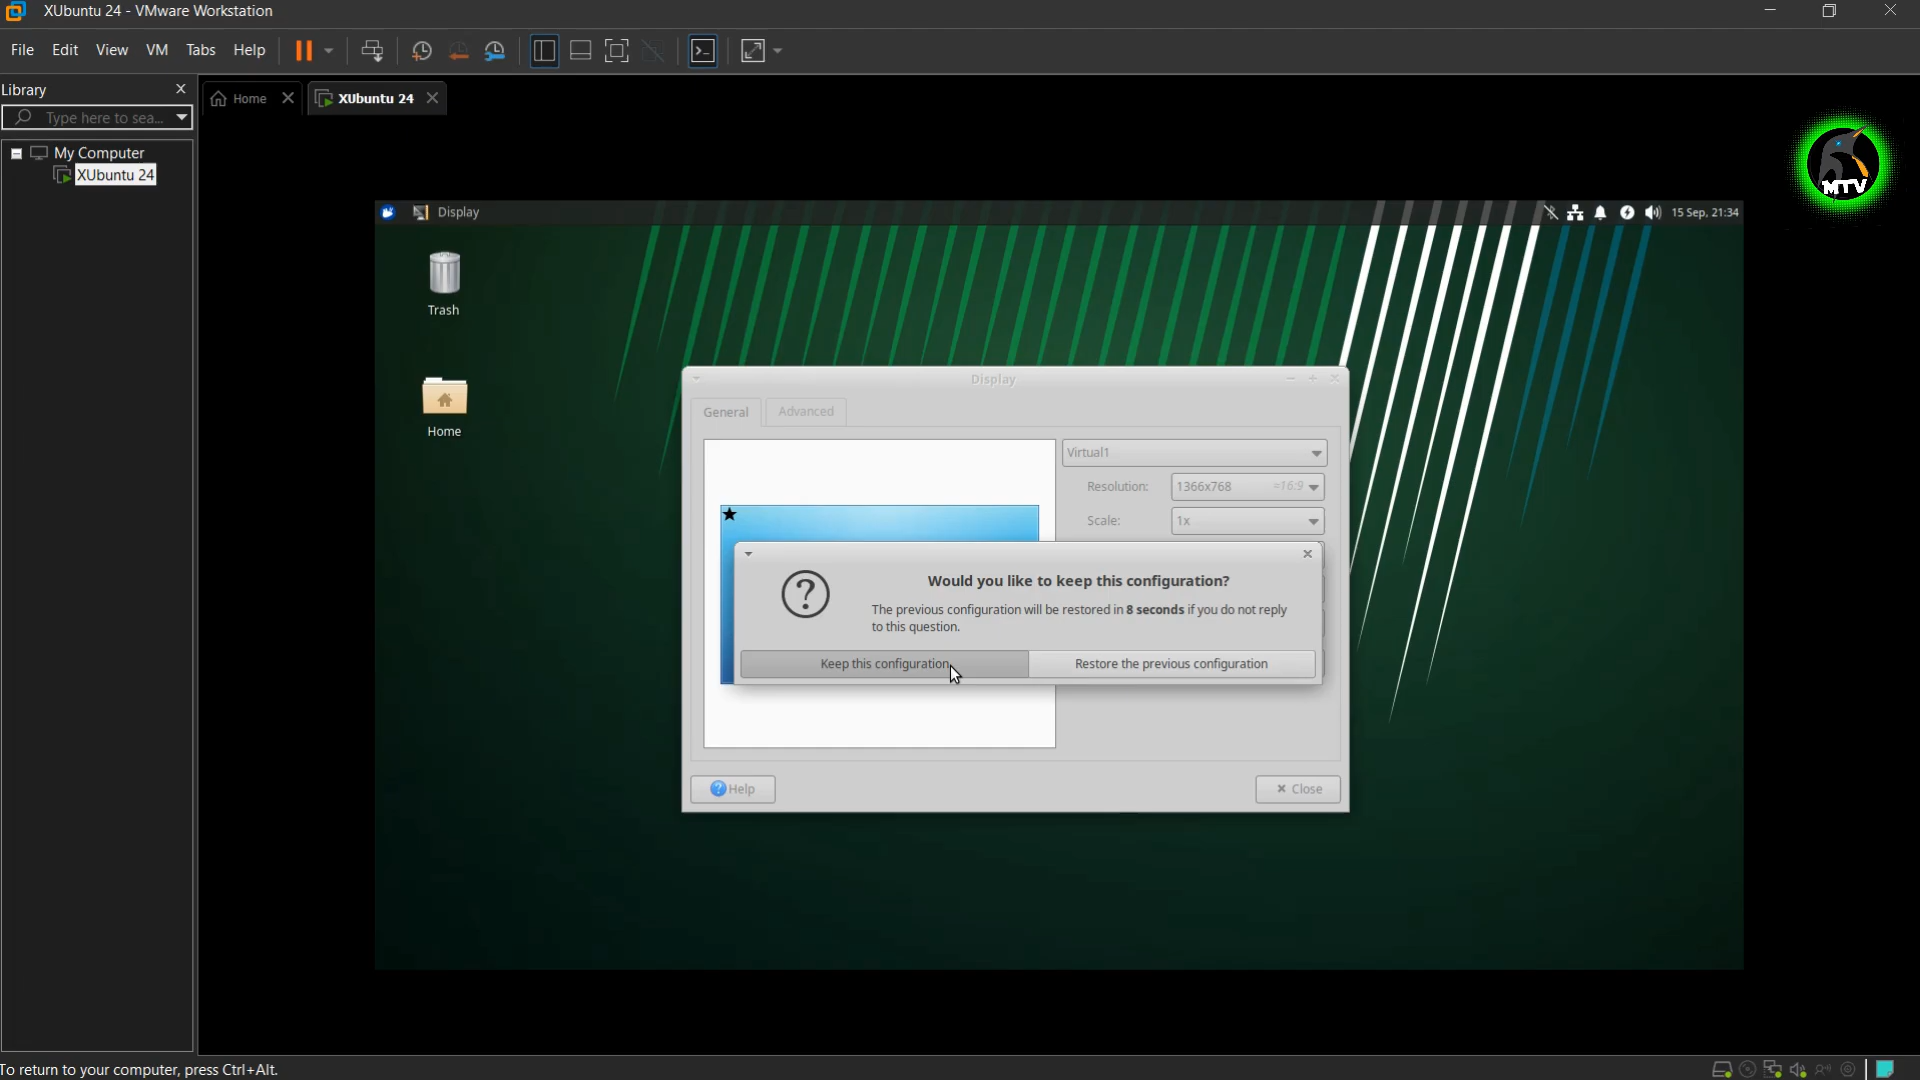 XUbuntu 24 - VMware Workstation
File Edit View VM Tabs Help
Library
Home
XUbuntu 24
Type here to sea...
My Computer
XUbuntu 24
MTV
Display
15 Sep, 21:34
Trash
Home
Display
General Advanced
Virtual1
Resolution: 1366x768 ≈16:9
Scale: 1x
Would you like to keep this configuration?
The previous configuration will be restored in 8 seconds if you do not reply
to this question.
Keep this configuration
Restore the previous configuration
Help
Close
To return to your computer, press Ctrl+Alt.